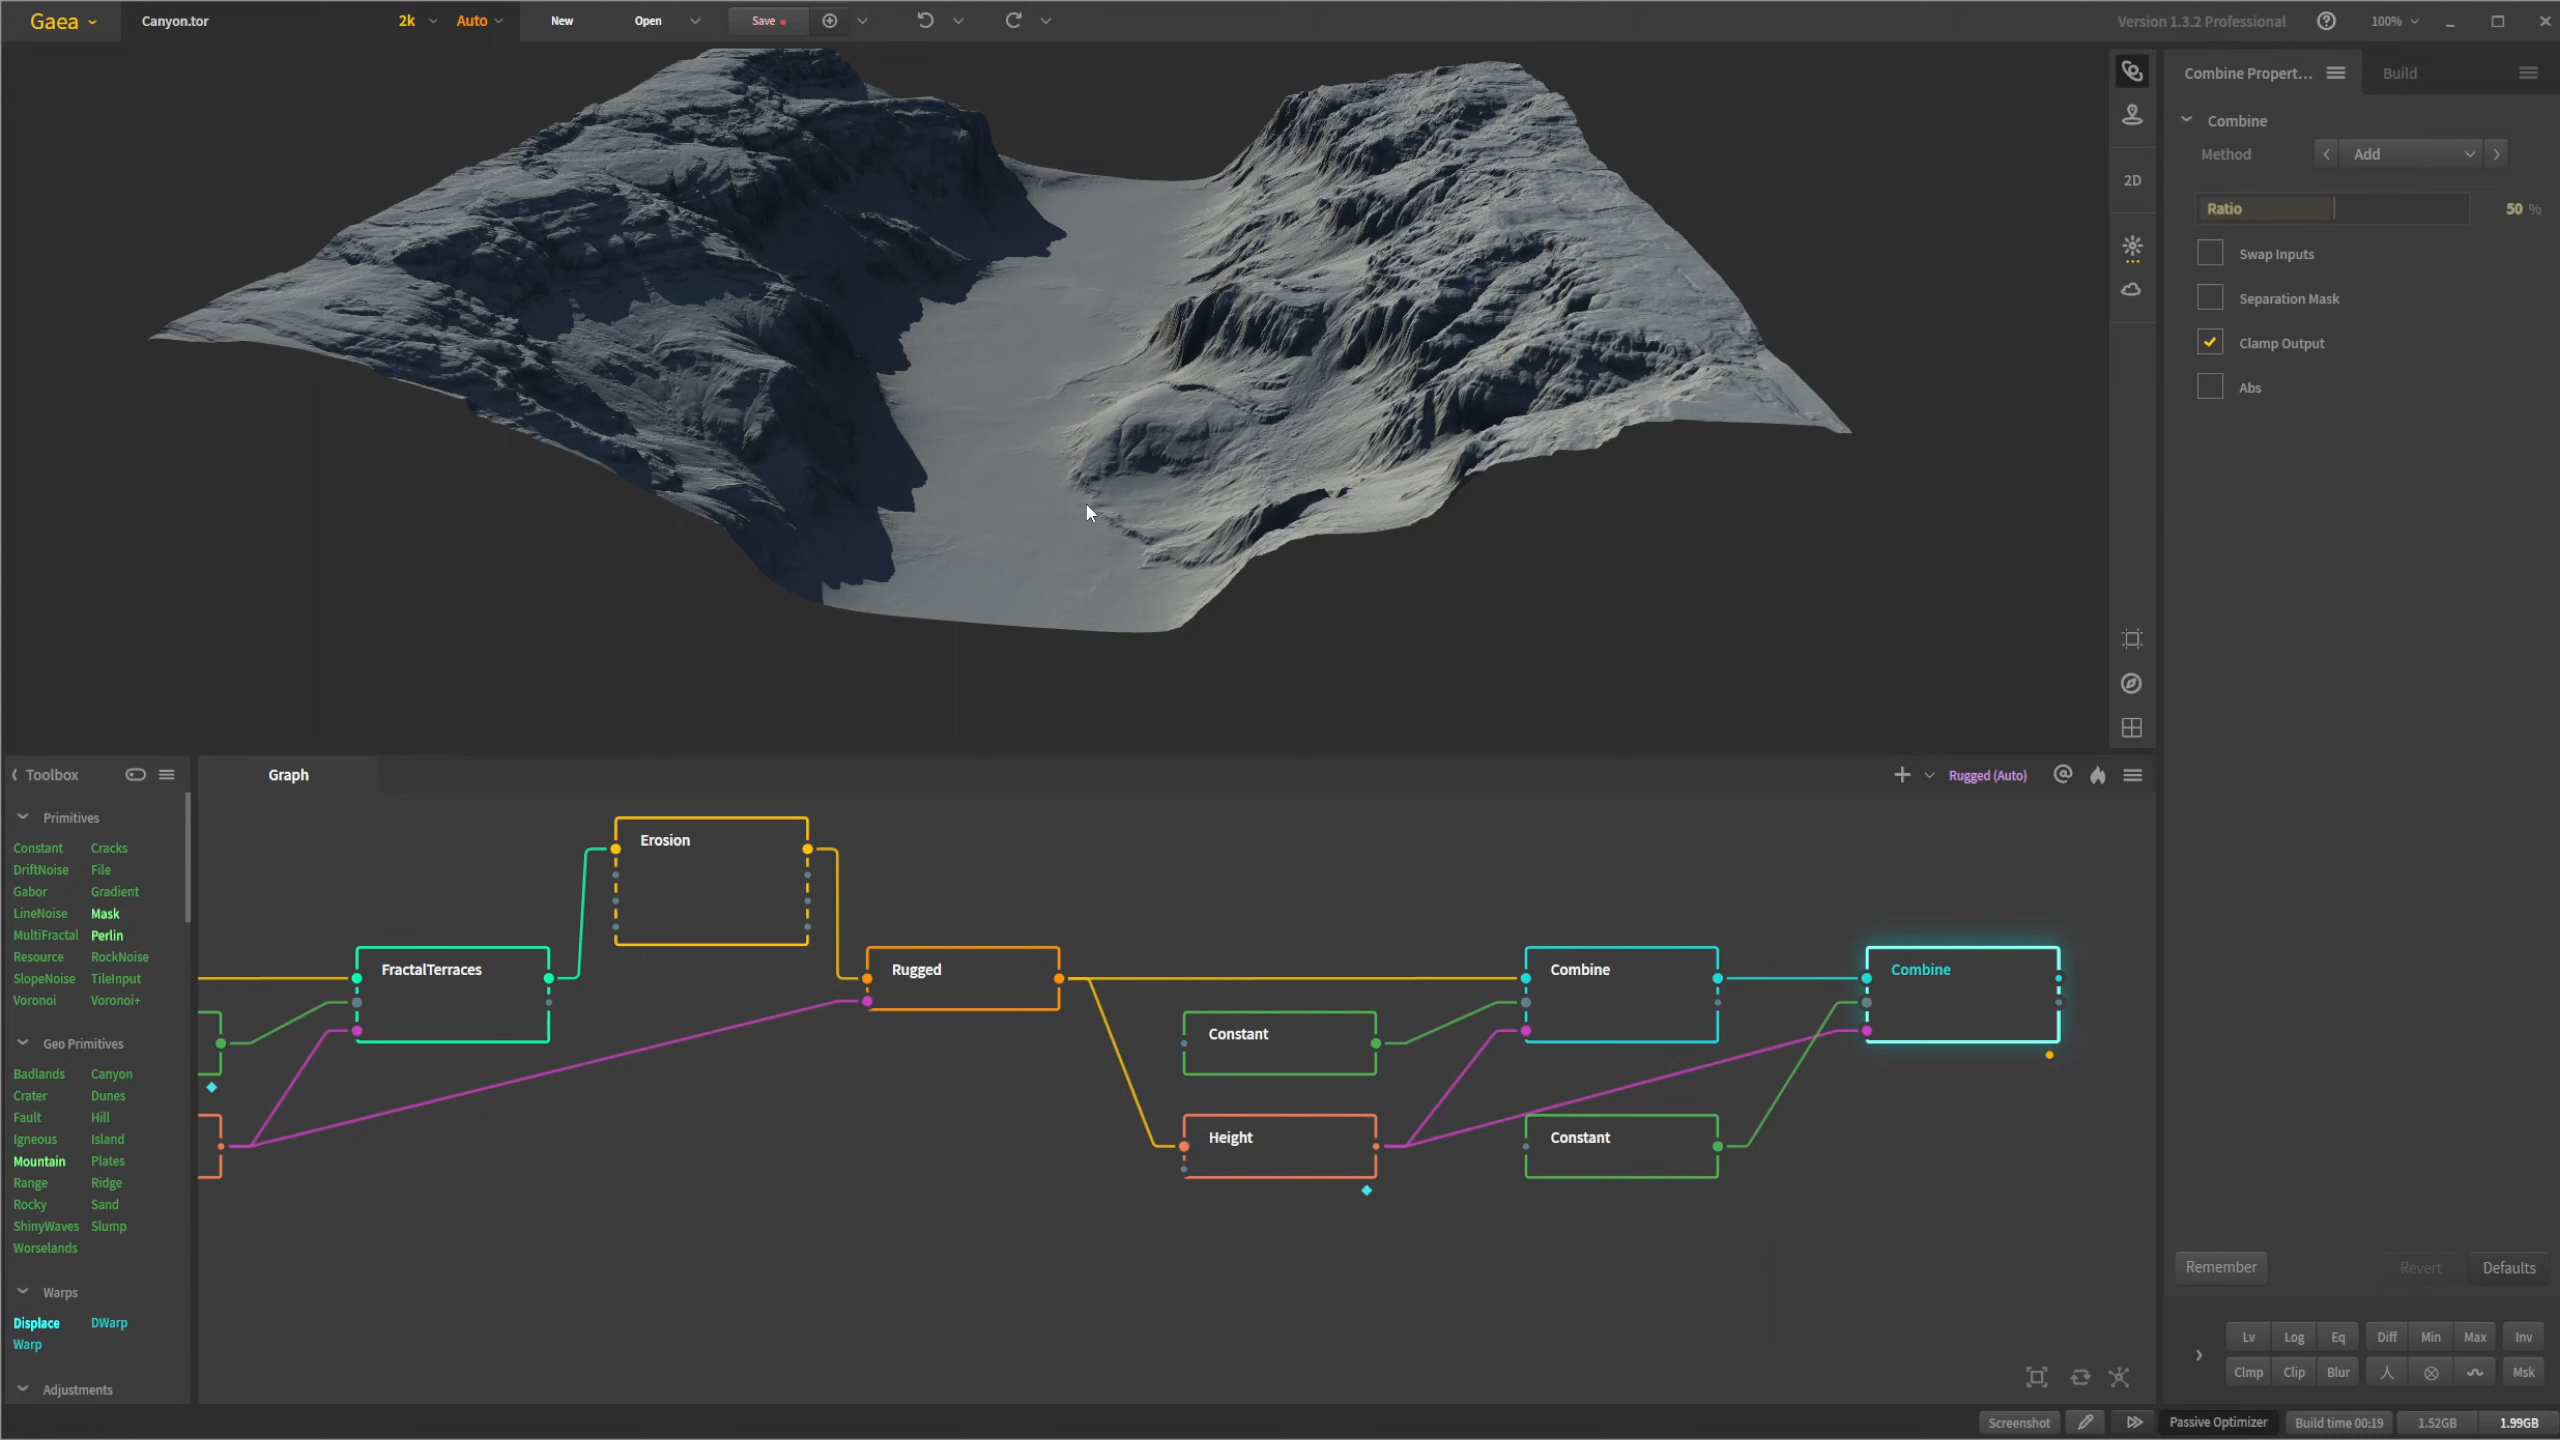 Gaea
Canyon.tor
2k
Auto
New
Open
Save
Version 1.3.2 Professional
100%
Combine Propert...
Build
Combine
Method
Add
2D
Ratio
50 %
Swap Inputs
Separation Mask
Clamp Output
Abs
Toolbox
Graph
Rugged (Auto)
Primitives
Constant Cracks
DriftNoise File
Gabor Gradient
LineNoise Mask
MultiFractal Perlin
Resource RockNoise
SlopeNoise TileInput
Voronoi Voronoi+
Geo Primitives
Badlands Canyon
Crater Dunes
Fault Hill
Igneous Island
Mountain Plates
Range Ridge
Rocky Sand
ShinyWaves Slump
Worselands
Warps
Displace DWarp
Warp
Adjustments
Erosion
FractalTerraces
Rugged
Combine
Combine
Constant
Height
Constant
Remember
Revert
Defaults
Lv Log Eq Diff Min Max Inv
Clmp Clip Blur Msk
Screenshot
Passive Optimizer
Build time 00:19
1.52GB
1.99GB